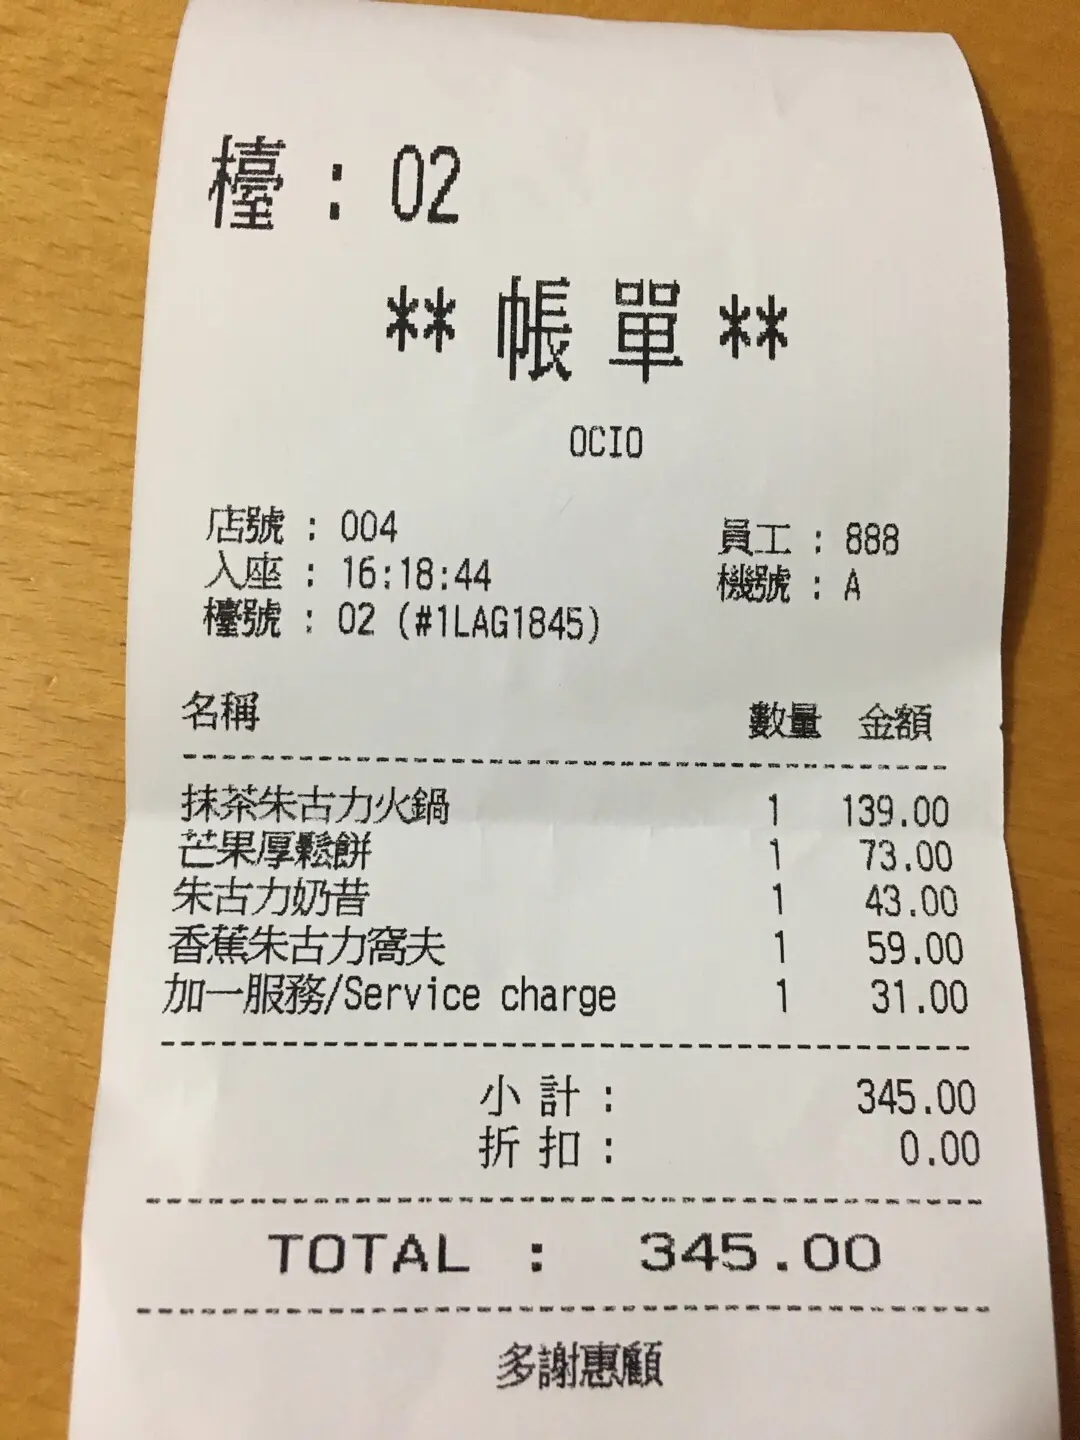 檯 : 02
** 帳單 **
OCIO
店號 : 004 員工 : 888
入座 : 16:18:44 機號 : A
檯號 : 02 (#1LAG1845)
名稱 數量 金額
抹茶朱古力火鍋 1 139.00
芒果厚鬆餅 1 73.00
朱古力奶昔 1 43.00
香蕉朱古力窩夫 1 59.00
加一服務/Service charge 1 31.00
小計 : 345.00
折扣 : 0.00
TOTAL : 345.00
多謝惠顧